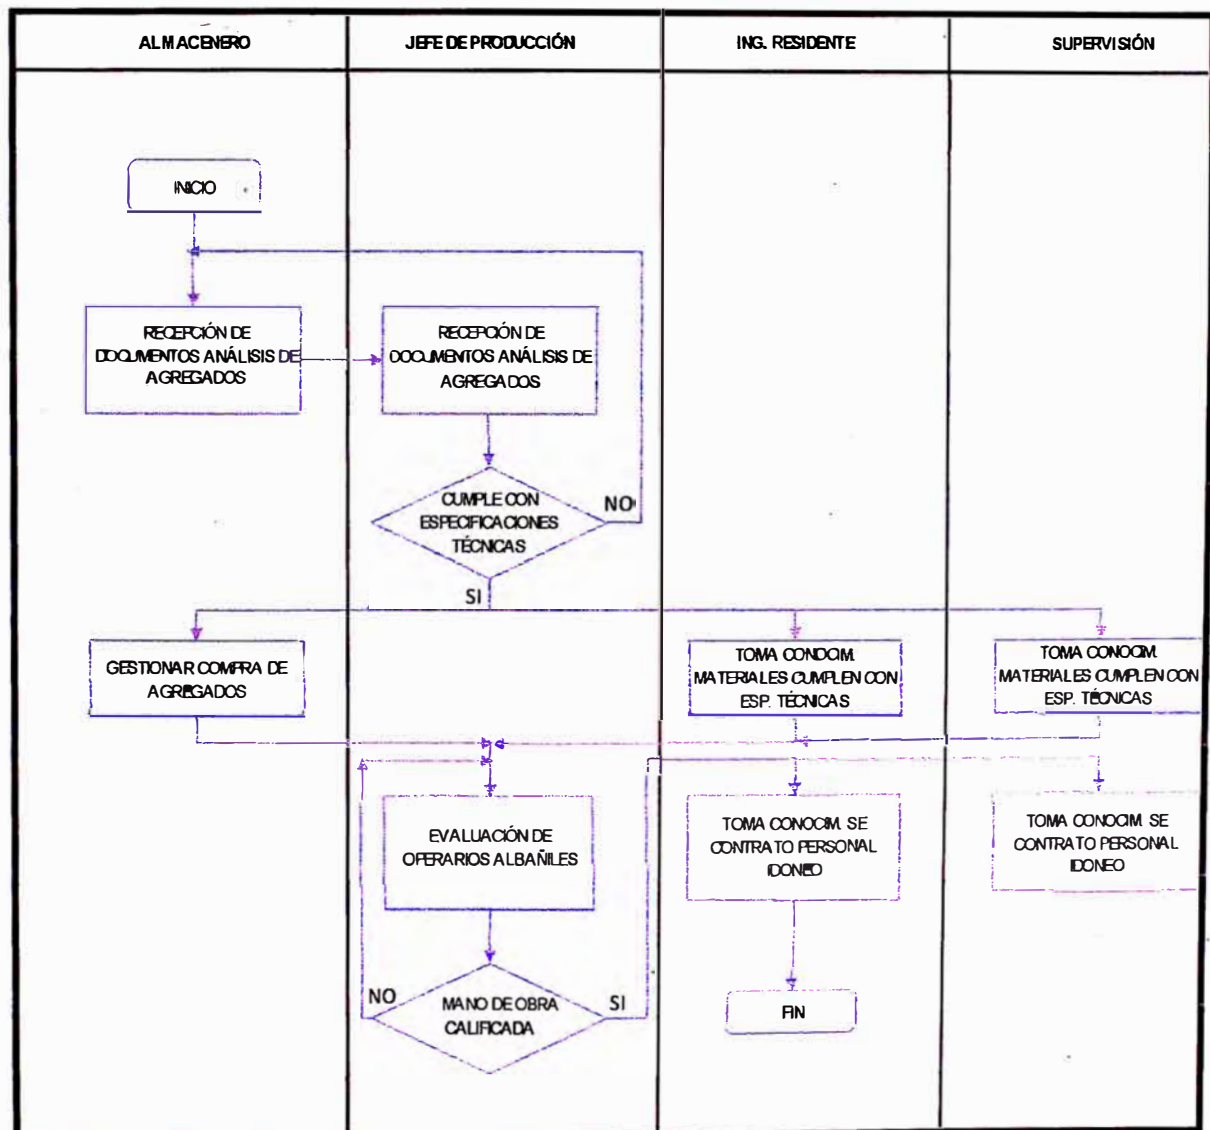 ALMACENERO
JEFE DE PRODUCCIÓN
ING. RESIDENTE
SUPERVISIÓN
INICIO
RECEPCIÓN DE
DOCUMENTOS ANÁLISIS DE
AGREGADOS
RECEPCIÓN DE
DOCUMENTOS ANÁLISIS DE
AGREGADOS
CUMPLE CON
ESPECIFICACIONES
TÉCNICAS
NO
SI
GESTIONAR COMPRA DE
AGREGADOS
TOMA CONOCIM.
MATERIALES CUMPLEN CON
ESP. TÉCNICAS
TOMA CONOCIM.
MATERIALES CUMPLEN CON
ESP. TÉCNICAS
EVALUACIÓN DE
OPERARIOS ALBAÑILES
TOMA CONOCIM. SE
CONTRATO PERSONAL
IDONEO
TOMA CONOCIM. SE
CONTRATO PERSONAL
IDONEO
NO
MANO DE OBRA
CALIFICADA
SI
FIN